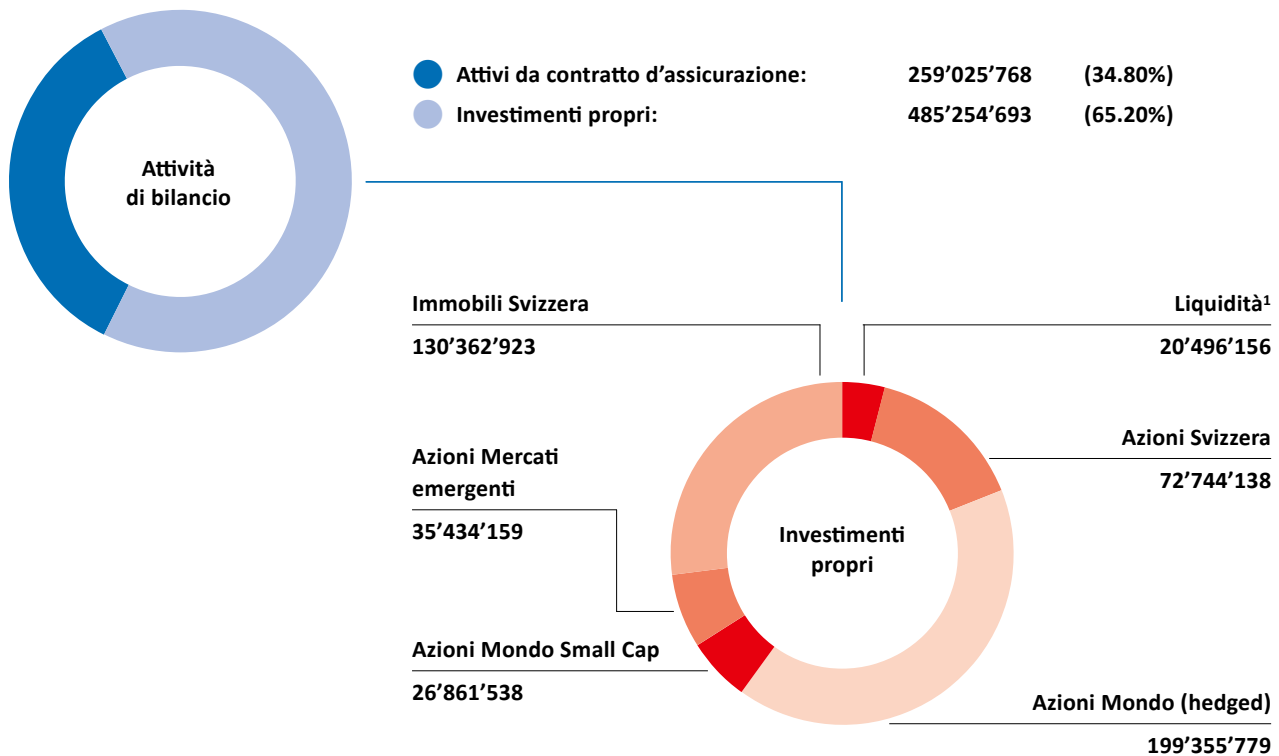 Attività
di bilancio
Attivi da contratto d’assicurazione: 259’025’768 (34.80%)
Investimenti propri: 485’254’693 (65.20%)
Immobili Svizzera
130’362’923
Liquidità¹
20’496’156
Azioni Svizzera
72’744’138
Azioni Mercati
emergenti
35’434’159
Investimenti
propri
Azioni Mondo Small Cap
26’861’538
Azioni Mondo (hedged)
199’355’779